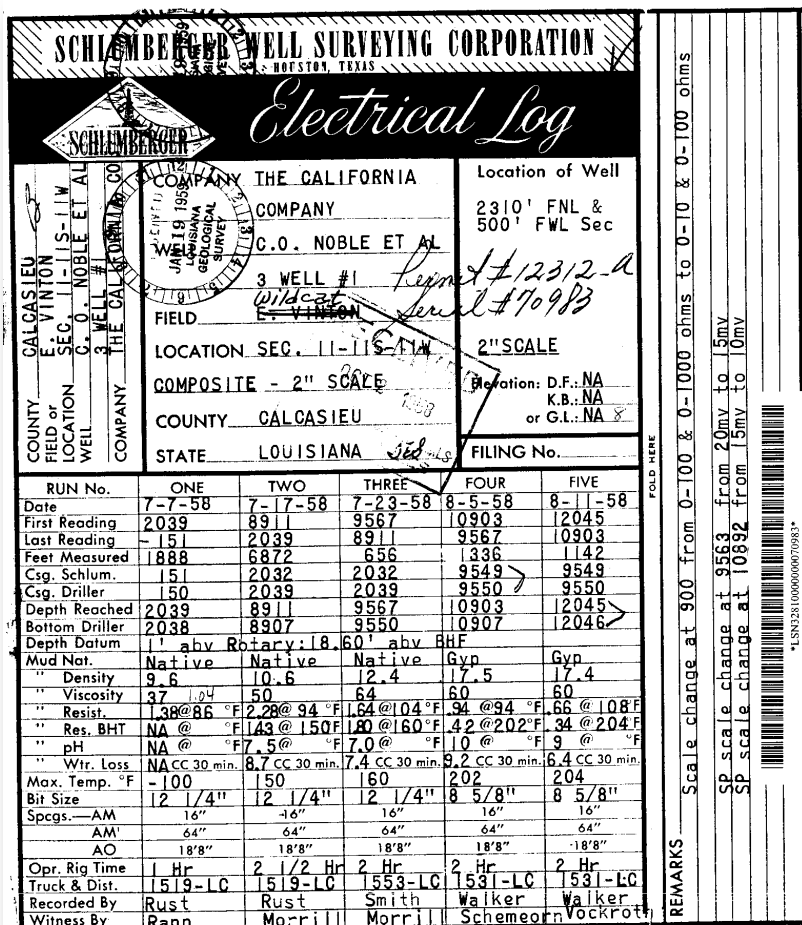 SCHLUMBERGER WELL SURVEYING CORPORATION
HOUSTON, TEXAS
SCHLUMBERGER
Electrical Log
COUNTY CALCASIEU
FIELD or LOCATION E. VINTON SEC. 11-11S-11W
WELL C. O. NOBLE ET AL 3 WELL #1
COMPANY THE CALIFORNIA CO
JAN 19 1959
LOUISIANA
GEOLOGICAL
SURVEY
COMPANY THE CALIFORNIA
COMPANY
WELL C.O. NOBLE ET AL
3 WELL #1
Wildcat
FIELD E. VINTON
LOCATION SEC. 11-11S-11W
COMPOSITE - 2" SCALE
COUNTY CALCASIEU
STATE LOUISIANA
Location of Well
2310' FNL &
500' FWL Sec
Permit #12312-A
Serial #70983
2" SCALE
Elevation: D.F.: NA
K.B.: NA
or G.L.: NA
FILING No.
RUN No. ONE TWO THREE FOUR FIVE
Date 7-7-58 7-17-58 7-23-58 8-5-58 8-11-58
First Reading 2039 8911 9567 10903 12045
Last Reading 151 2039 8911 9567 10903
Feet Measured 1888 6872 656 1336 1142
Csg. Schlum. 151 2032 2032 9549 9549
Csg. Driller 150 2039 2039 9550 9550
Depth Reached 2039 8911 9567 10903 12045
Bottom Driller 2038 8907 9550 10907 12046
Depth Datum 1' abv Rotary:18.60' abv BHF
Mud Nat. Native Native Native Gyp Gyp
" Density 9.6 10.6 12.4 17.5 17.4
" Viscosity 37 50 64 60 60
" Resist. 1.38@ 86 °F 2.28@ 94 °F 1.64@104°F .94 @94 °F .66 @ 108°F
" Res. BHT NA @ °F 1.43 @ 150°F 1.80 @160°F .42 @202°F .34 @204°F
" pH NA @ °F 7.5 @ °F 7.0 @ °F 10 @ °F 9 @ °F
" Wtr. Loss NA CC 30 min. 8.7 CC 30 min. 7.4 CC 30 min. 9.2 CC 30 min. 6.4 CC 30 min.
Max. Temp. °F -100 150 160 202 204
Bit Size 12 1/4" 12 1/4" 12 1/4" 8 5/8" 8 5/8"
Spcgs.—AM 16" 16" 16" 16" 16"
AM' 64" 64" 64" 64" 64"
AO 18'8" 18'8" 18'8" 18'8" 18'8"
Opr. Rig Time 1 Hr 2 1/2 Hr 2 Hr 2 Hr 2 Hr
Truck & Dist. 1519-LC 1519-LC 1553-LC 1531-LC 1531-LC
Recorded By Rust Rust Smith Walker Walker
Witness By Rann Morrill Morrill Schemeorn Vockroth
FOLD HERE
REMARKS
Scale change at 900 from 0-100 & 0-1000 ohms to 0-10 & 0-100 ohms
SP scale change at 9563 from 20mv to 15mv
SP scale change at 10892 from 15mv to 10mv